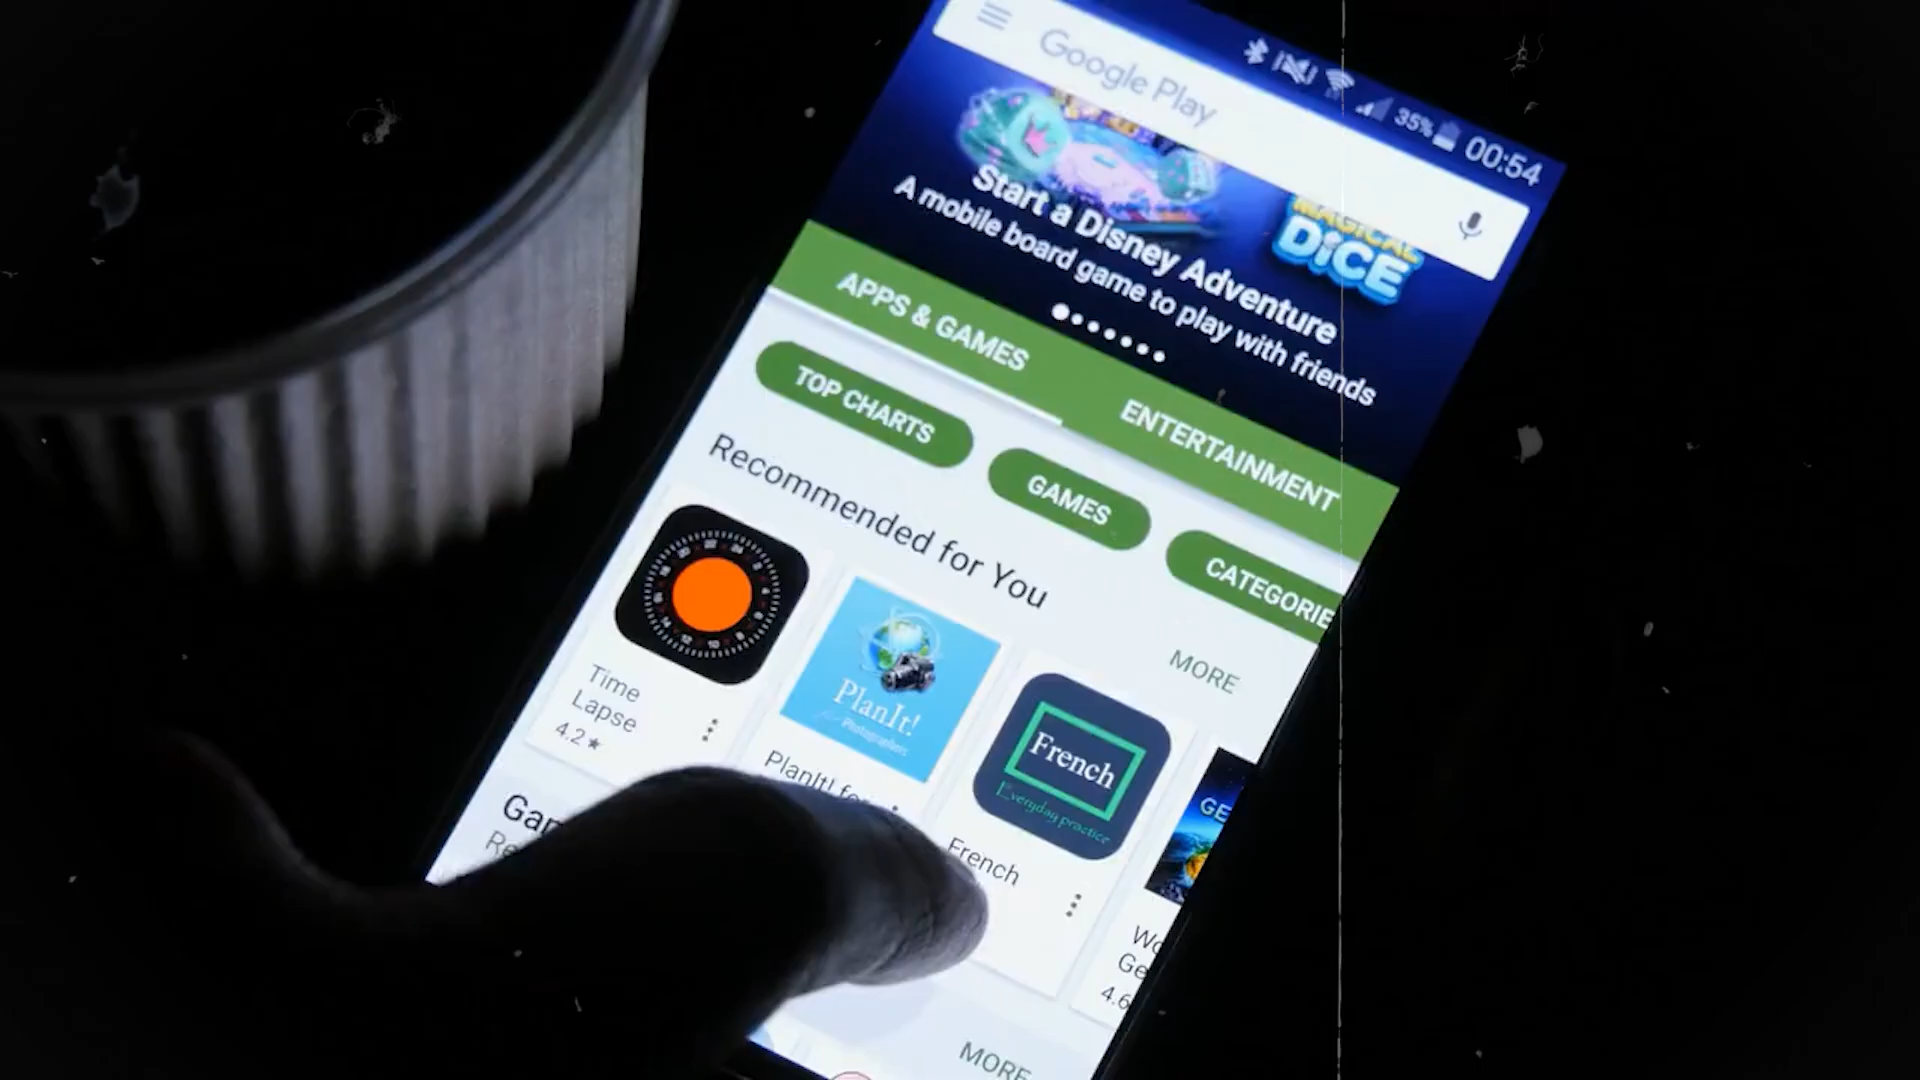 35% 00:54
Google Play
MAGICAL
DiCE
Start a Disney Adventure
A mobile board game to play with friends
APPS & GAMES
ENTERTAINMENT
TOP CHARTS
GAMES
CATEGORIE
Recommended for You
MORE
PlanIt!
Photographers
French
Everyday practice
GE
Time
Lapse
4.2★
PlanIt! for
French
Wo
Ge
4.6
Gam
Re
MORE